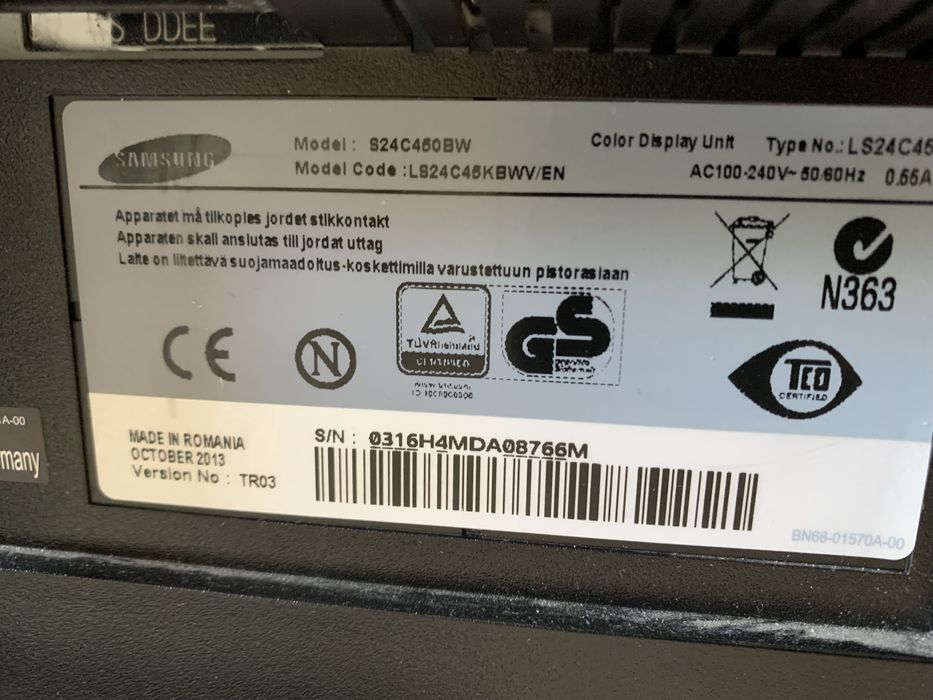 DDEE
SAMSUNG
Model : S24C450BW
Model Code :LS24C45KBWV/EN
Color Display Unit Type No.: LS24C45
AC100-240V~ 50/60Hz 0.55A
Apparatet må tilkoples jordet stikkontakt
Apparaten skall anslutas till jordat uttag
Laite on liitettävä suojamaadoitus-koskettimilla varustettuun pistorasiaan
N363
CE
N
TÜVRheinland
CERTIFIED
GS
TCO
CERTIFIED
A-00
many
MADE IN ROMANIA
OCTOBER 2013
Version No : TR03
S/N : 0316H4MDA08766M
BN68-01570A-00